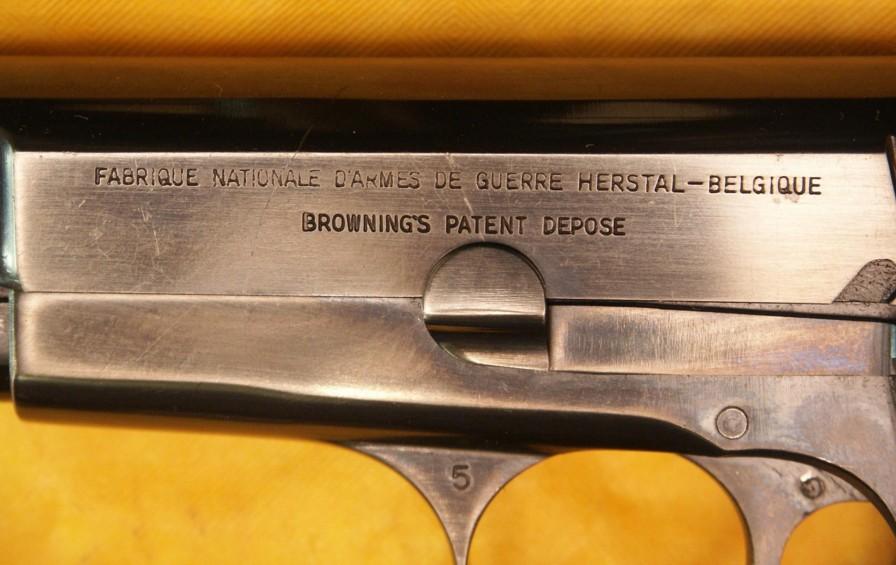 FABRIQUE NATIONALE D'ARMES DE GUERRE HERSTAL-BELGIQUE
BROWNING'S PATENT DEPOSE
5